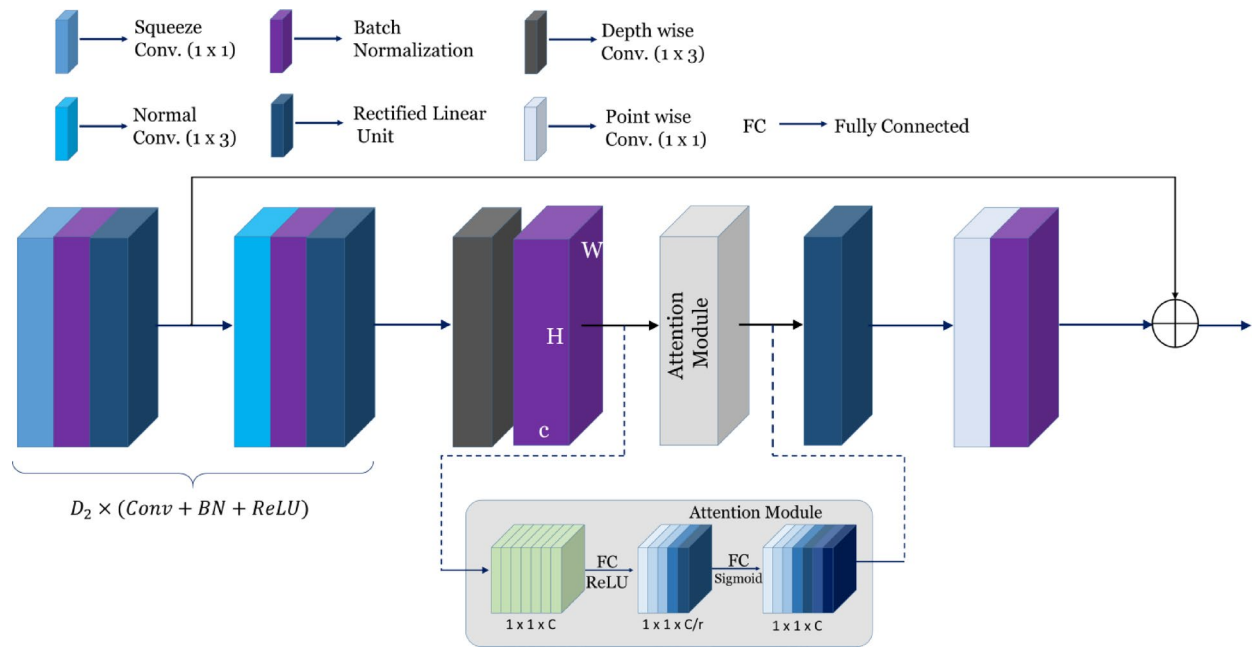 Squeeze
Conv. (1 x 1)
Batch
Normalization
Depth wise
Conv. (1 x 3)
Normal
Conv. (1 x 3)
Rectified Linear
Unit
Point wise
Conv. (1 x 1)
FC
Fully Connected
W
H
c
Attention
Module
D₂ × (Conv + BN + ReLU)
Attention Module
FC
ReLU
FC
Sigmoid
1 x 1 x C
1 x 1 x C/r
1 x 1 x C